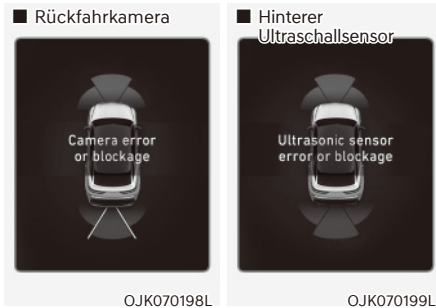 ■ Rückfahrkamera
Camera error
or blockage
OJK070198L
■ Hinterer
Ultraschallsensor
Ultrasonic sensor
error or blockage
OJK070199L